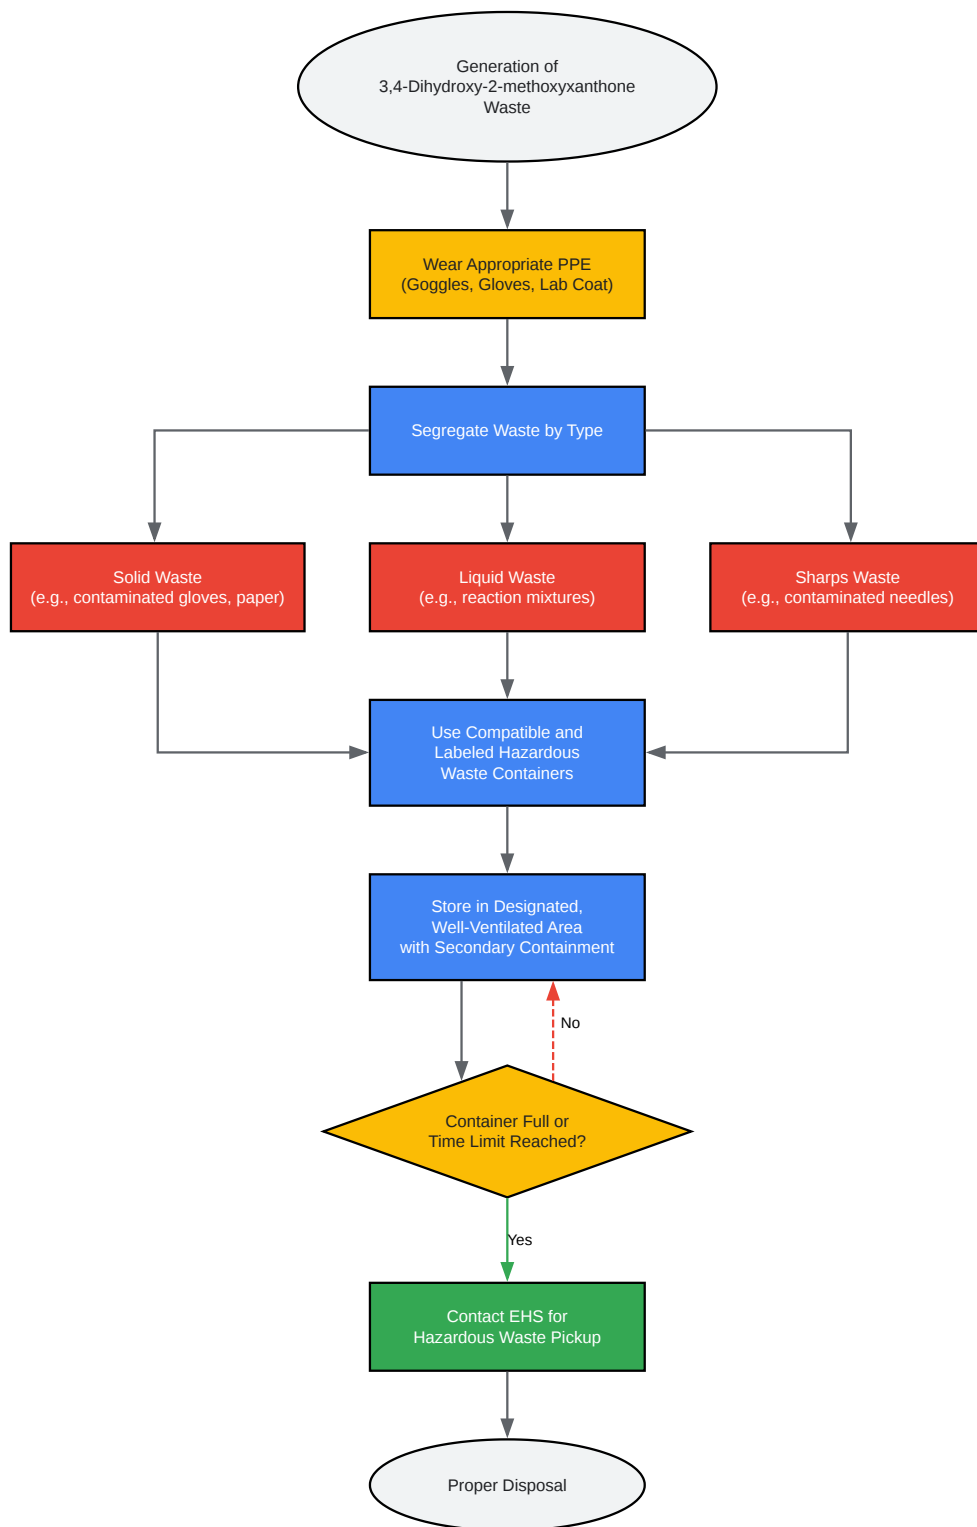 Generation of
3,4-Dihydroxy-2-methoxyxanthone
Waste
Wear Appropriate PPE
(Goggles, Gloves, Lab Coat)
Segregate Waste by Type
Solid Waste
(e.g., contaminated gloves, paper)
Liquid Waste
(e.g., reaction mixtures)
Sharps Waste
(e.g., contaminated needles)
Use Compatible and
Labeled Hazardous
Waste Containers
Store in Designated,
Well-Ventilated Area
with Secondary Containment
No
Container Full or
Time Limit Reached?
Yes
Contact EHS for
Hazardous Waste Pickup
Proper Disposal